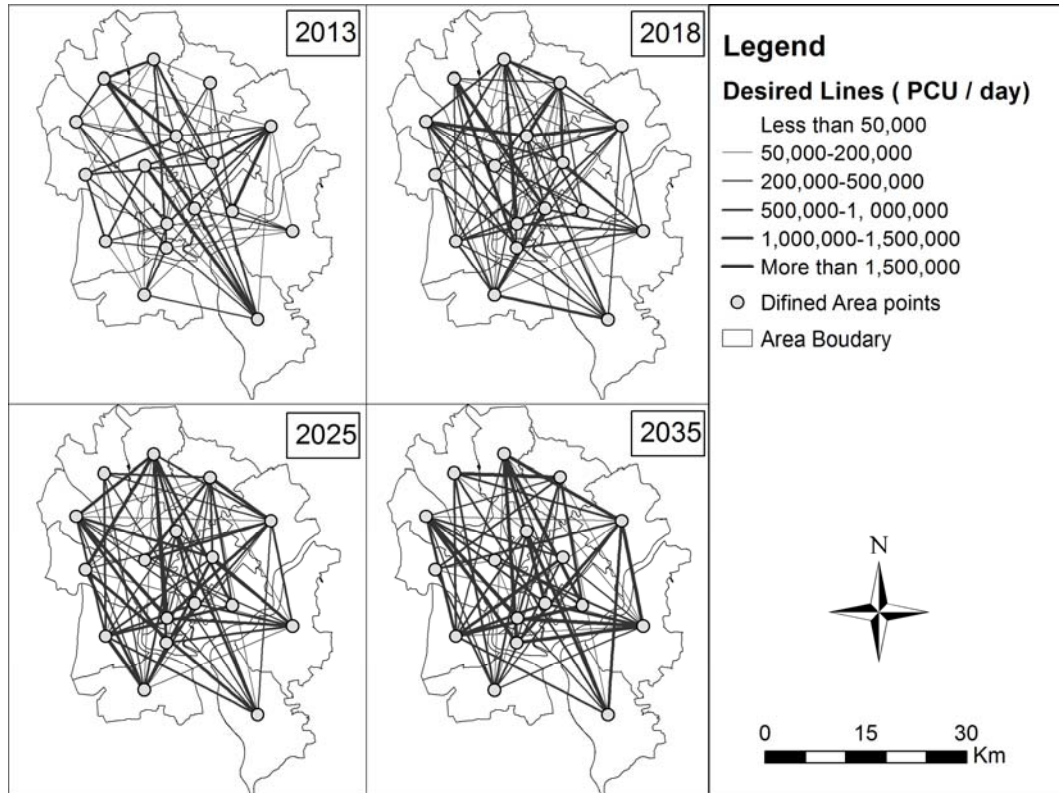 2013
2018
2025
2035
Legend
Desired Lines ( PCU / day)
Less than 50,000
50,000-200,000
200,000-500,000
500,000-1, 000,000
1,000,000-1,500,000
More than 1,500,000
Difined Area points
Area Boudary
N
0 15 30
Km